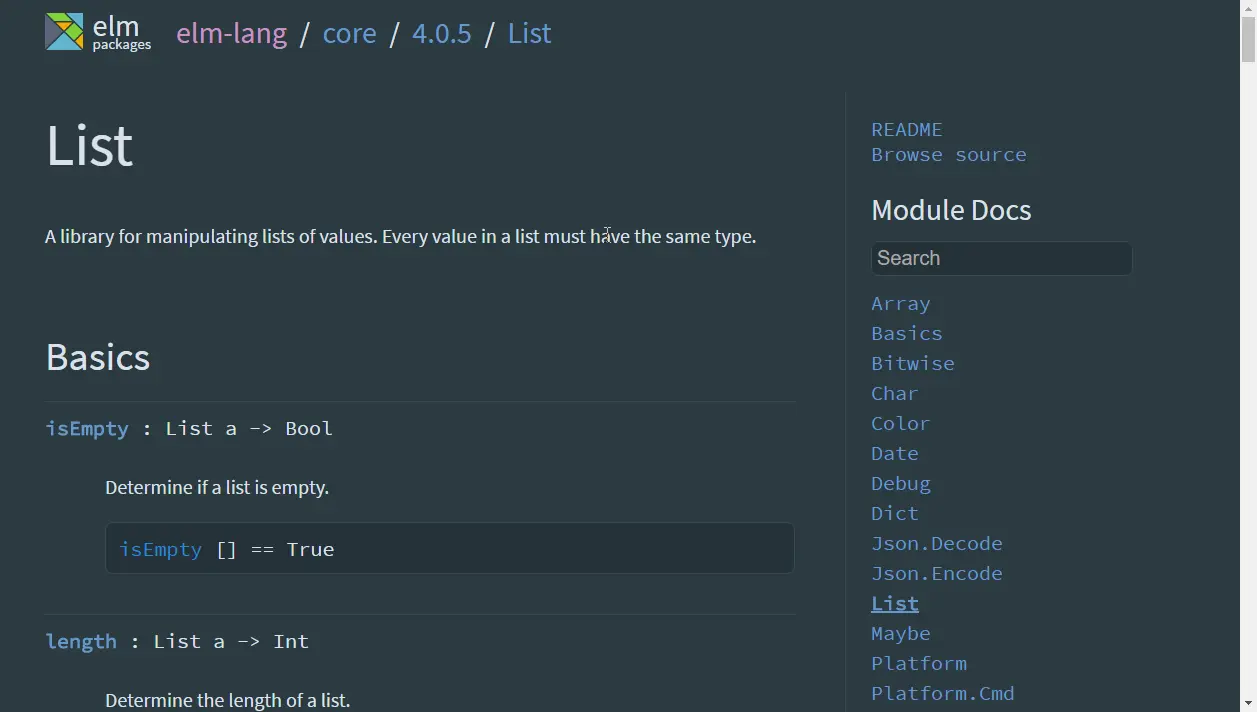 elm
packages
elm-lang / core / 4.0.5 / List
List
A library for manipulating lists of values. Every value in a list must have the same type.
Basics
isEmpty : List a -> Bool
Determine if a list is empty.
isEmpty [] == True
length : List a -> Int
Determine the length of a list.
README
Browse source
Module Docs
Search
Array
Basics
Bitwise
Char
Color
Date
Debug
Dict
Json.Decode
Json.Encode
List
Maybe
Platform
Platform.Cmd